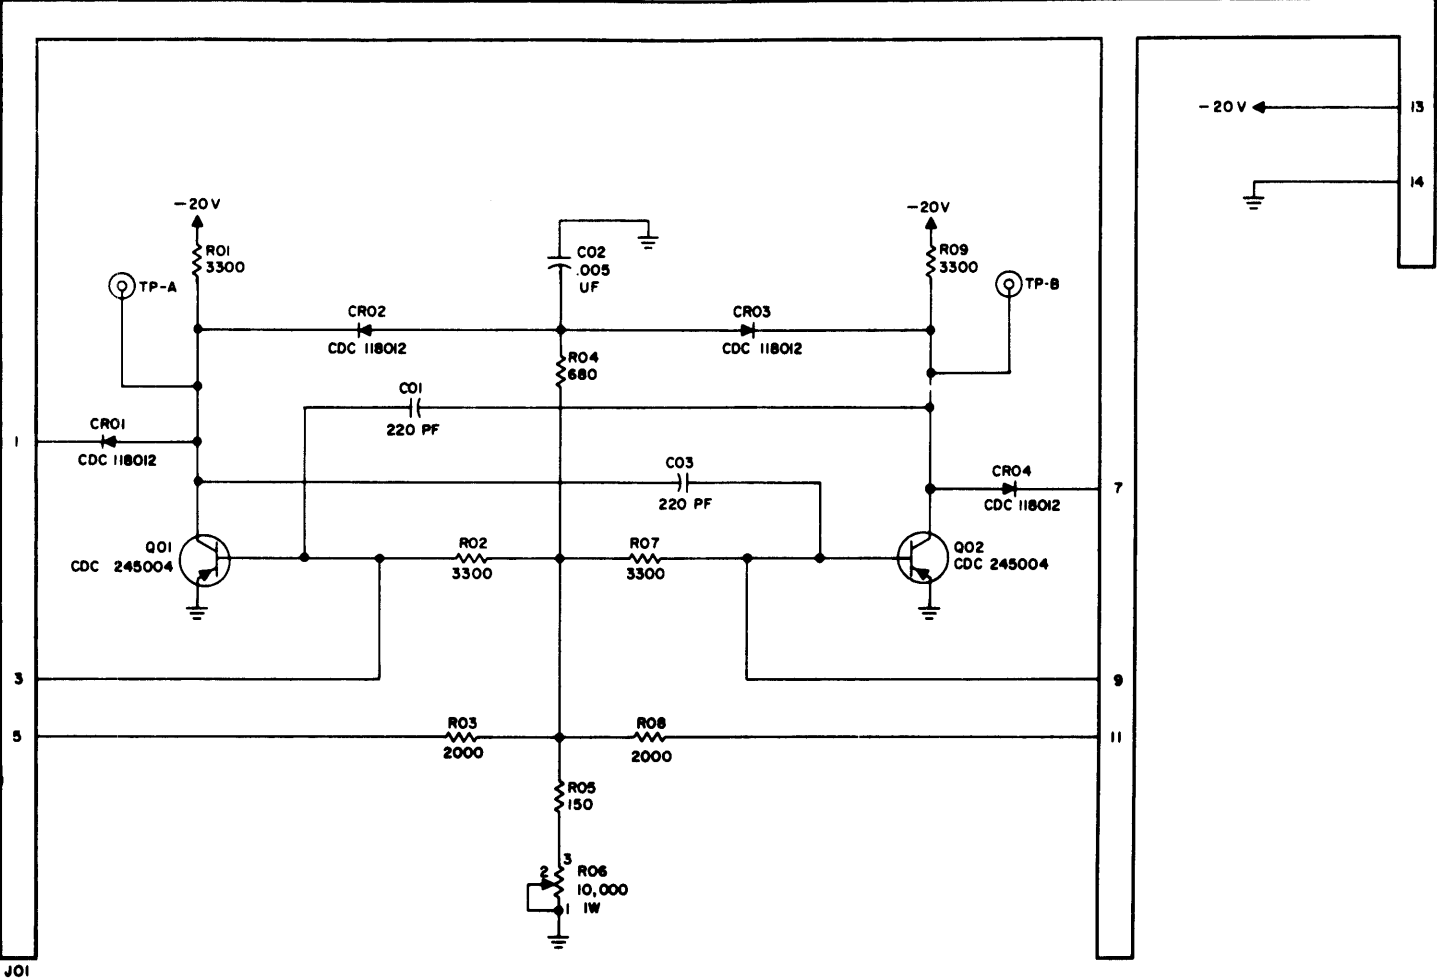 -20V 13
14
-20V
R01
3300
TP-A
C02
.005
UF
-20V
R09
3300
TP-B
CR02
CDC 118012
CR03
CDC 118012
R04
680
C01
220 PF
1
CR01
CDC 118012
C03
220 PF
CR04
CDC 118012
7
Q01
CDC 245004
R02
3300
R07
3300
Q02
CDC 245004
3
9
5
R03
2000
R08
2000
11
R05
150
3
2
R06
10,000
1 1W
J01